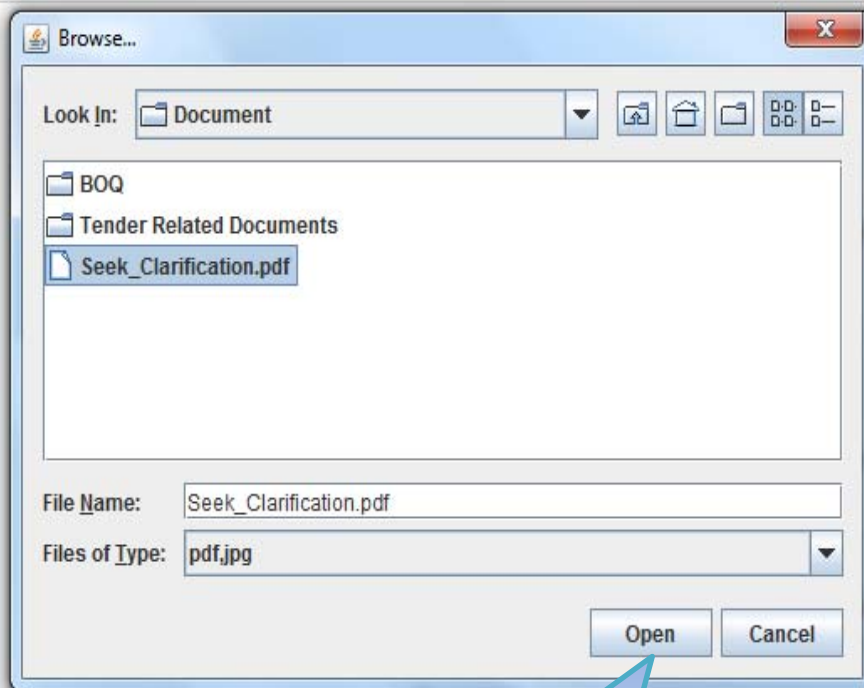 Browse...
Look In: Document
BOQ
Tender Related Documents
Seek_Clarification.pdf
File Name: Seek_Clarification.pdf
Files of Type: pdf,jpg
Open Cancel